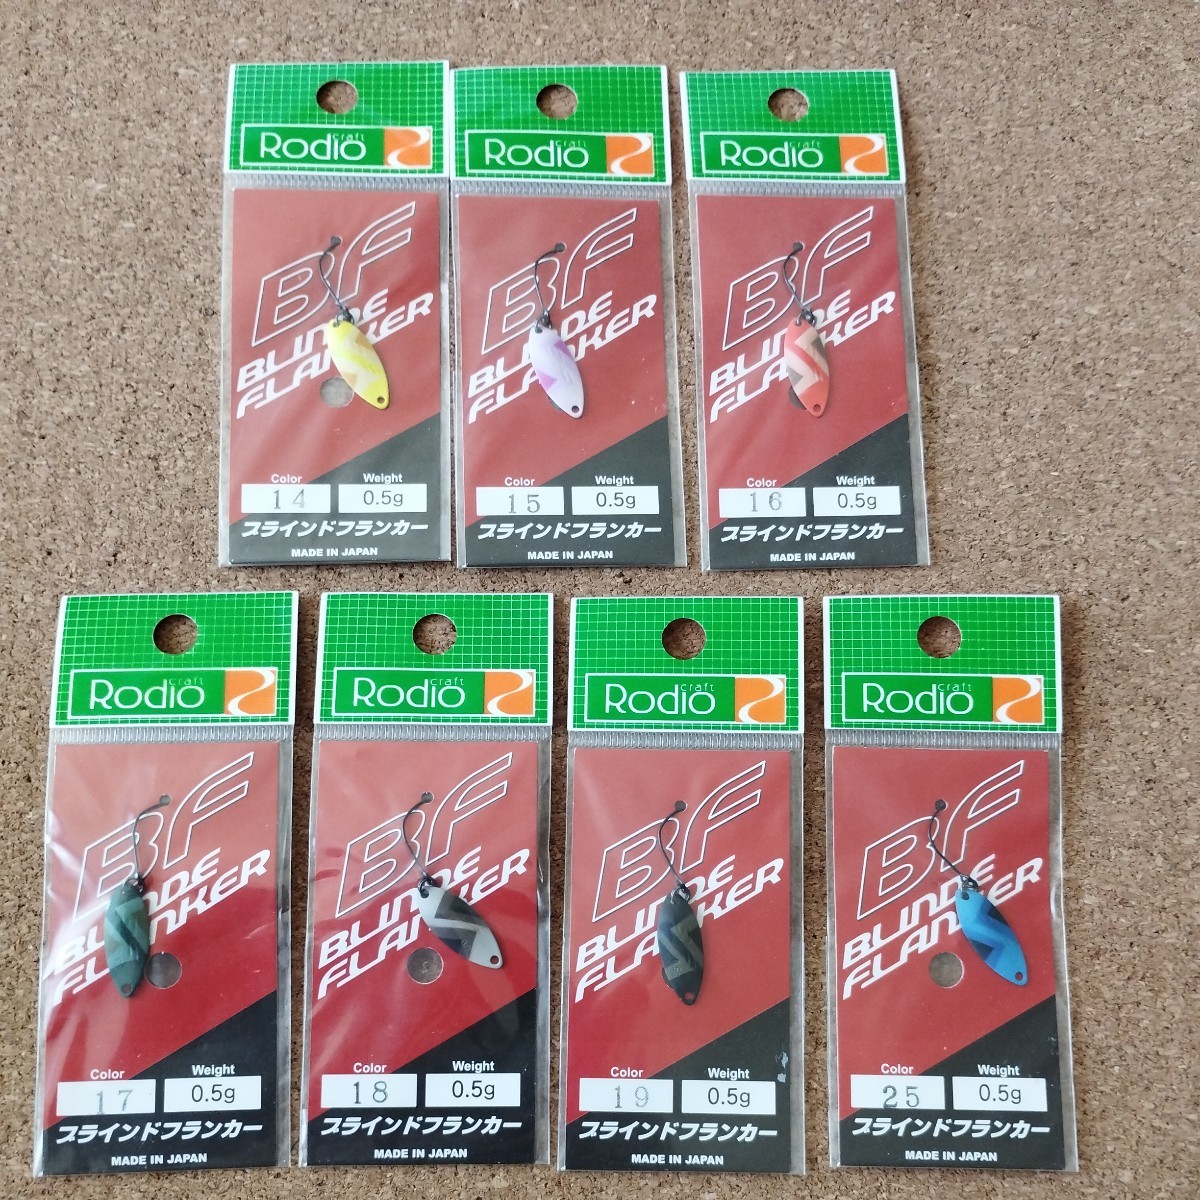 Rodio craft
BF
BLINDE
FLANKER
Color Weight
14 0.5g
ブラインドフランカー
MADE IN JAPAN
Rodio craft
BF
BLINDE
FLANKER
Color Weight
15 0.5g
ブラインドフランカー
MADE IN JAPAN
Rodio craft
BF
BLINDE
FLANKER
Color Weight
16 0.5g
ブラインドフランカー
MADE IN JAPAN
Rodio craft
BF
BLINDE
FLANKER
Color Weight
17 0.5g
ブラインドフランカー
MADE IN JAPAN
Rodio craft
BF
BLINDE
FLANKER
Color Weight
18 0.5g
ブラインドフランカー
MADE IN JAPAN
Rodio craft
BF
BLINDE
FLANKER
Color Weight
19 0.5g
ブラインドフランカー
MADE IN JAPAN
Rodio craft
BF
BLINDE
FLANKER
Color Weight
25 0.5g
ブラインドフランカー
MADE IN JAPAN